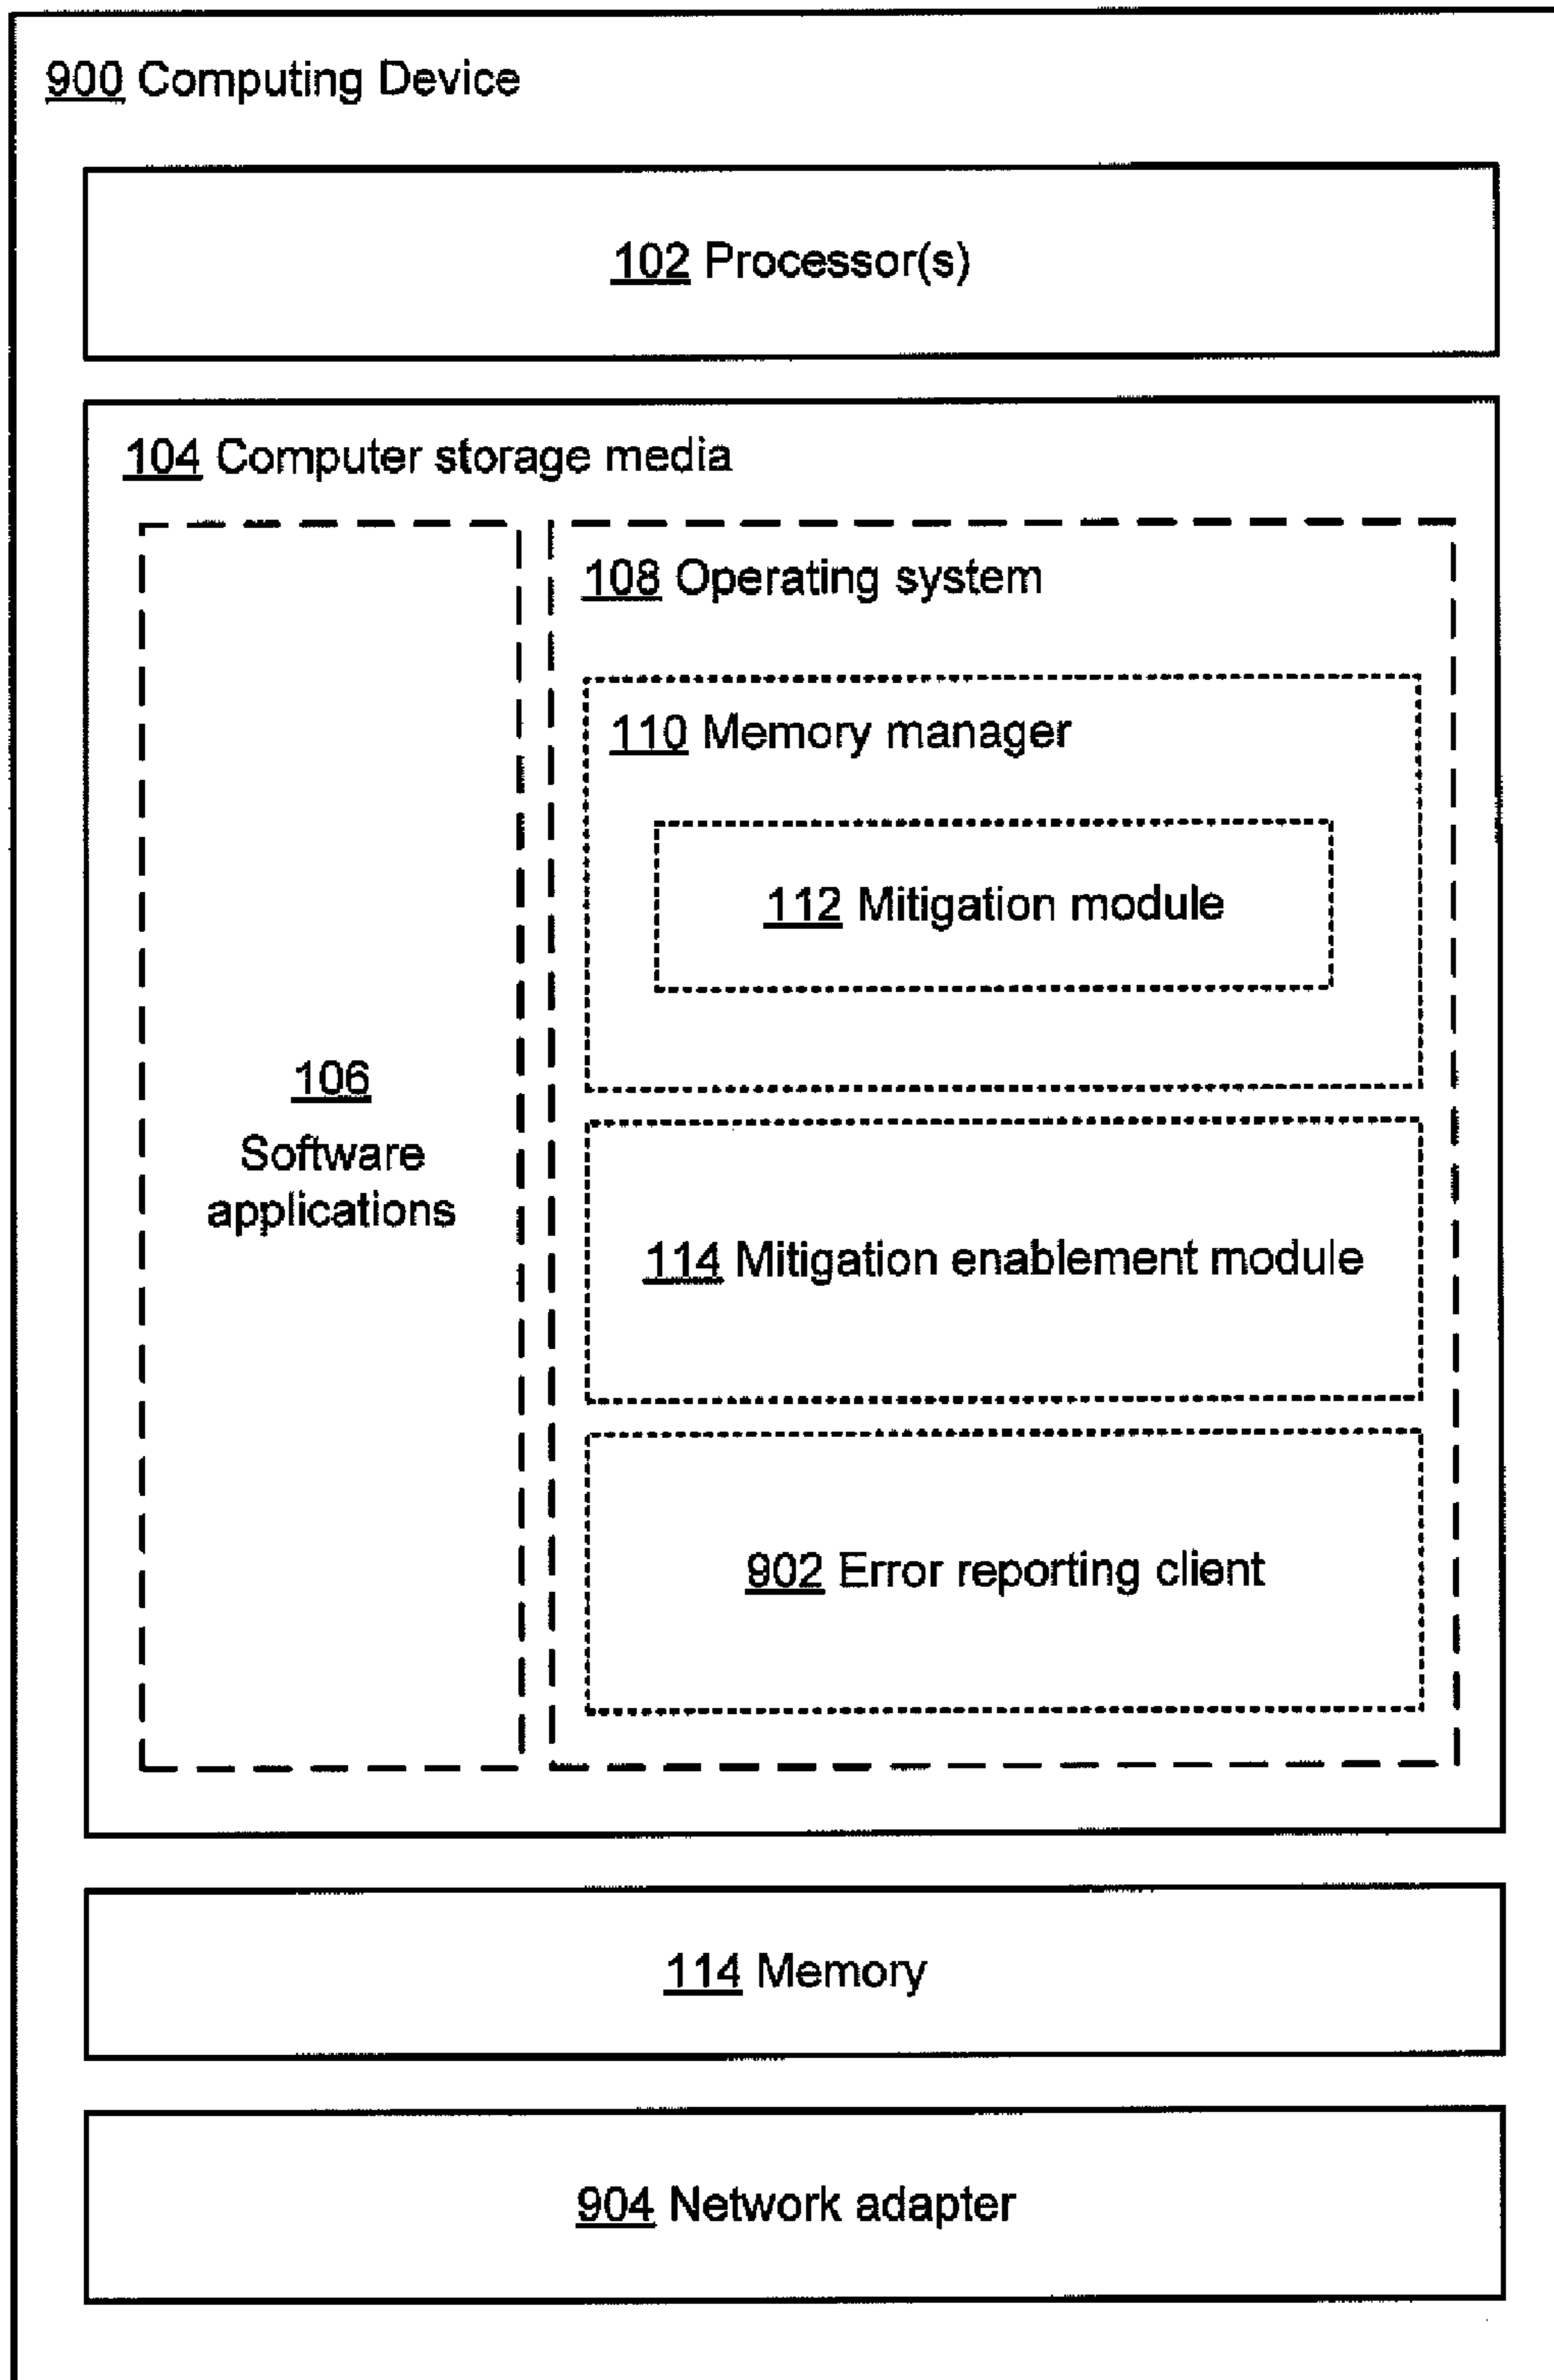 900 Computing Device
102 Processor(s)
104 Computer storage media
106
Software
applications
108 Operating system
110 Memory manager
112 Mitigation module
114 Mitigation enablement module
902 Error reporting client
114 Memory
904 Network adapter